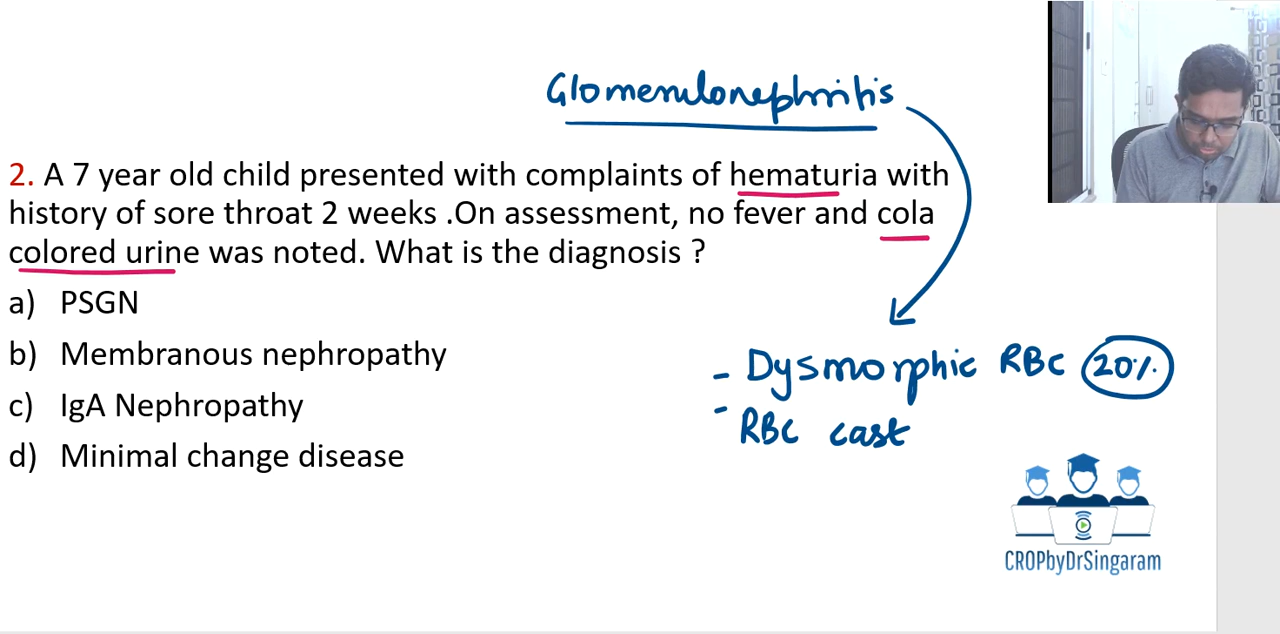 Glomerulonephritis
2. A 7 year old child presented with complaints of hematuria with
history of sore throat 2 weeks .On assessment, no fever and cola
colored urine was noted. What is the diagnosis ?
a) PSGN
b) Membranous nephropathy
c) IgA Nephropathy
d) Minimal change disease
- Dysmorphic RBC 20%.
- RBC cast
CROPbyDrSingaram